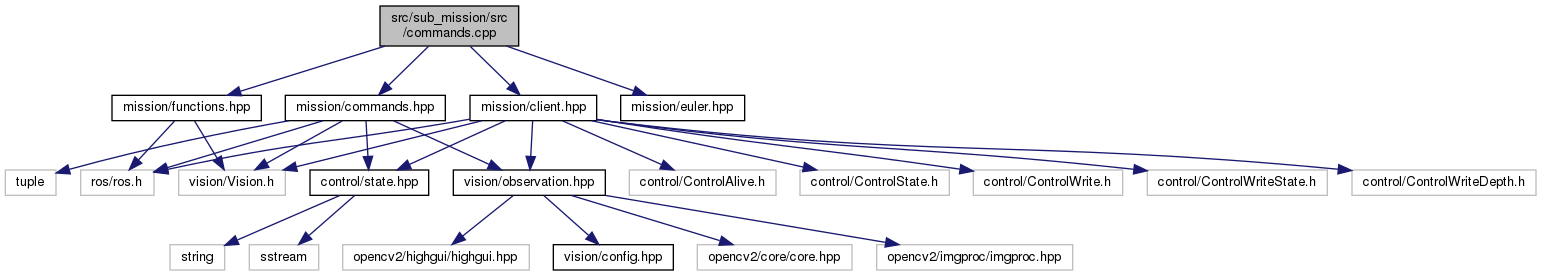 src/sub_mission/src
/commands.cpp
mission/functions.hpp
mission/commands.hpp
mission/client.hpp
mission/euler.hpp
tuple
ros/ros.h
vision/Vision.h
control/state.hpp
vision/observation.hpp
control/ControlAlive.h
control/ControlState.h
control/ControlWrite.h
control/ControlWriteState.h
control/ControlWriteDepth.h
string
sstream
opencv2/highgui/highgui.hpp
vision/config.hpp
opencv2/core/core.hpp
opencv2/imgproc/imgproc.hpp